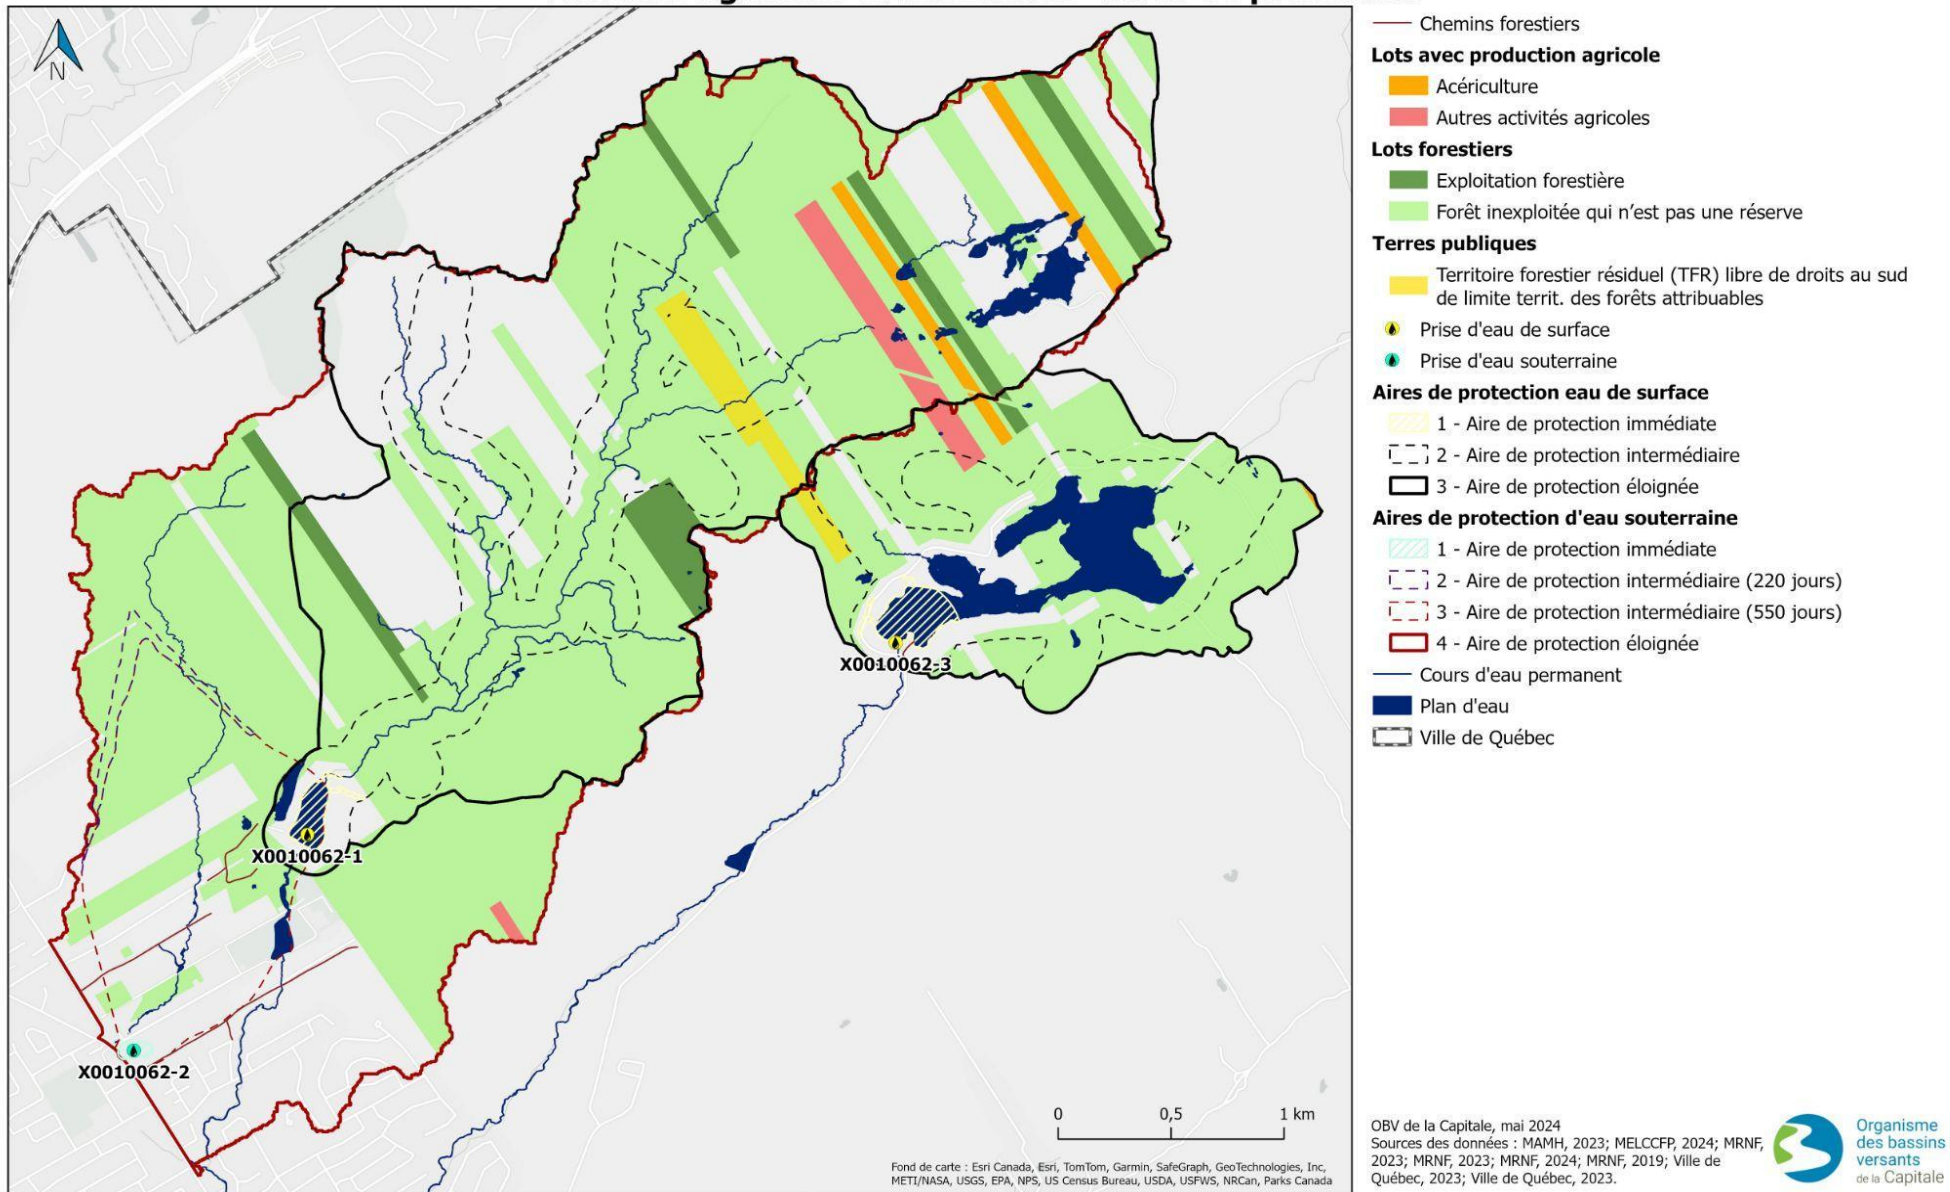 Chemins forestiers
Lots avec production agricole
Acériculture
Autres activités agricoles
Lots forestiers
Exploitation forestière
Forêt inexploitée qui n'est pas une réserve
Terres publiques
Territoire forestier résiduel (TFR) libre de droits au sud
de limite territ. des forêts attribuables
Prise d'eau de surface
Prise d'eau souterraine
Aires de protection eau de surface
1 - Aire de protection immédiate
2 - Aire de protection intermédiaire
3 - Aire de protection éloignée
Aires de protection d'eau souterraine
1 - Aire de protection immédiate
2 - Aire de protection intermédiaire (220 jours)
3 - Aire de protection intermédiaire (550 jours)
4 - Aire de protection éloignée
Cours d'eau permanent
Plan d'eau
Ville de Québec
N
X0010062-3
X0010062-1
X0010062-2
0 0,5 1 km
Fond de carte : Esri Canada, Esri, TomTom, Garmin, SafeGraph, GeoTechnologies, Inc,
METI/NASA, USGS, EPA, NPS, US Census Bureau, USDA, USFWS, NRCan, Parks Canada
OBV de la Capitale, mai 2024
Sources des données : MAMH, 2023; MELCCFP, 2024; MRNF,
2023; MRNF, 2023; MRNF, 2024; MRNF, 2019; Ville de
Québec, 2023; Ville de Québec, 2023.
Organisme
des bassins
versants
de la Capitale